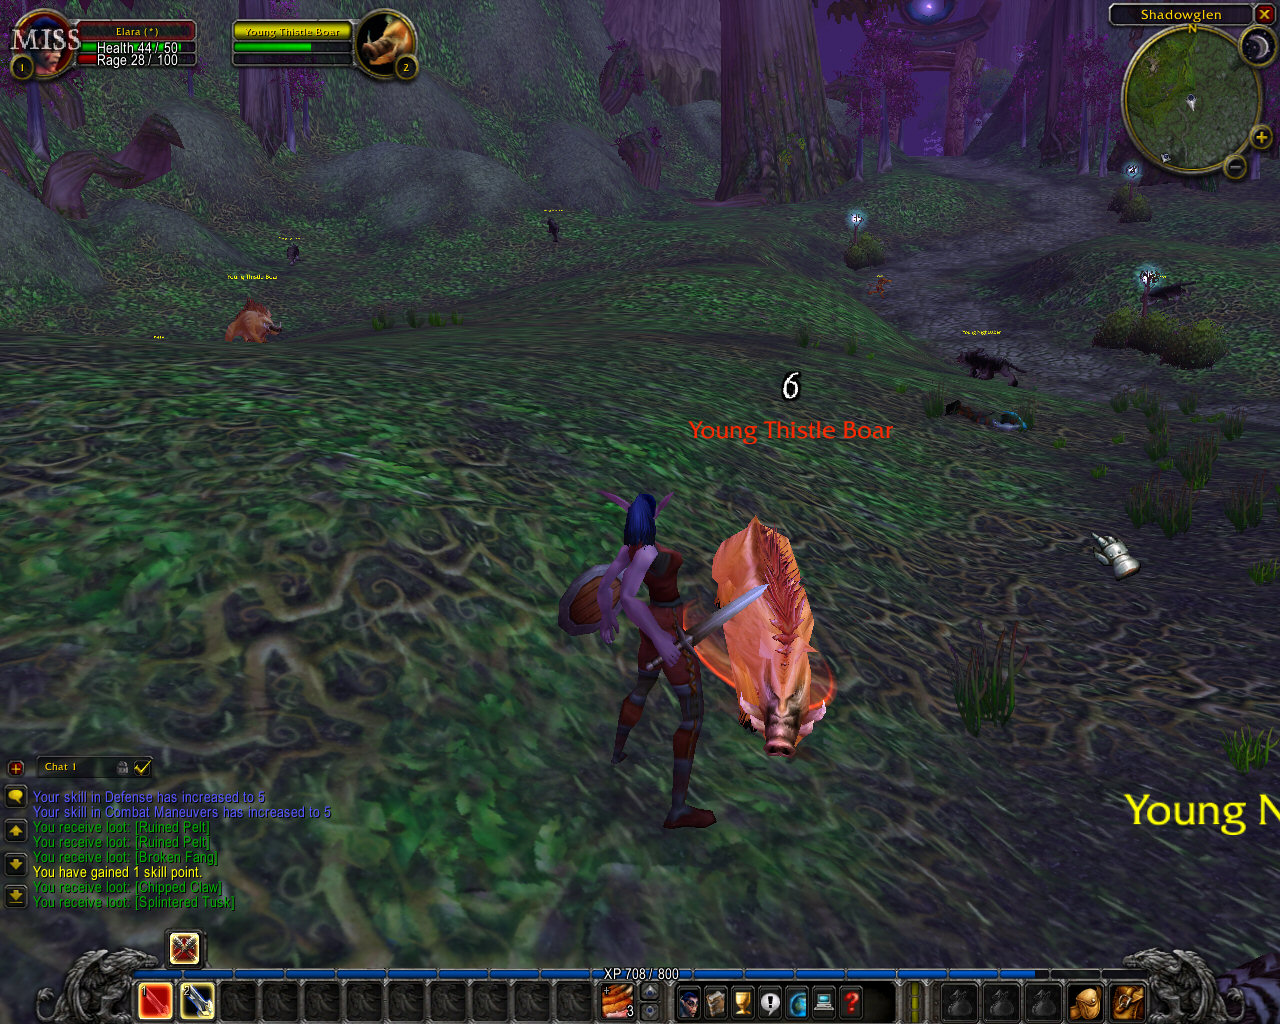 Elara (*)
MISS
Health 44 / 50
Rage 28 / 100
1
Young Thistle Boar
2
Shadowglen
N
Young Thistle Boar
6
Young Thistle Boar
Young N
Chat 1
Your skill in Defense has increased to 5
Your skill in Combat Maneuvers has increased to 5
You receive loot: [Ruined Pelt]
You receive loot: [Ruined Pelt]
You receive loot: [Broken Fang]
You have gained 1 skill point.
You receive loot: [Chipped Claw]
You receive loot: [Splintered Tusk]
XP 708 / 800
1
2
3